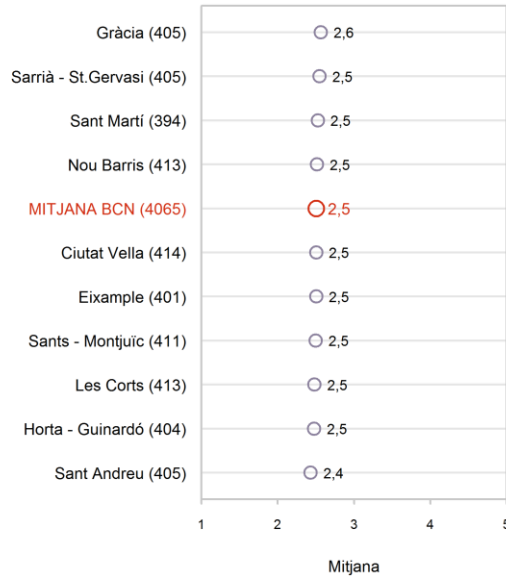 Gràcia (405) 2,6
Sarrià - St.Gervasi (405) 2,5
Sant Martí (394) 2,5
Nou Barris (413) 2,5
MITJANA BCN (4065) 2,5
Ciutat Vella (414) 2,5
Eixample (401) 2,5
Sants - Montjuïc (411) 2,5
Les Corts (413) 2,5
Horta - Guinardó (404) 2,5
Sant Andreu (405) 2,4
1 2 3 4 5
Mitjana